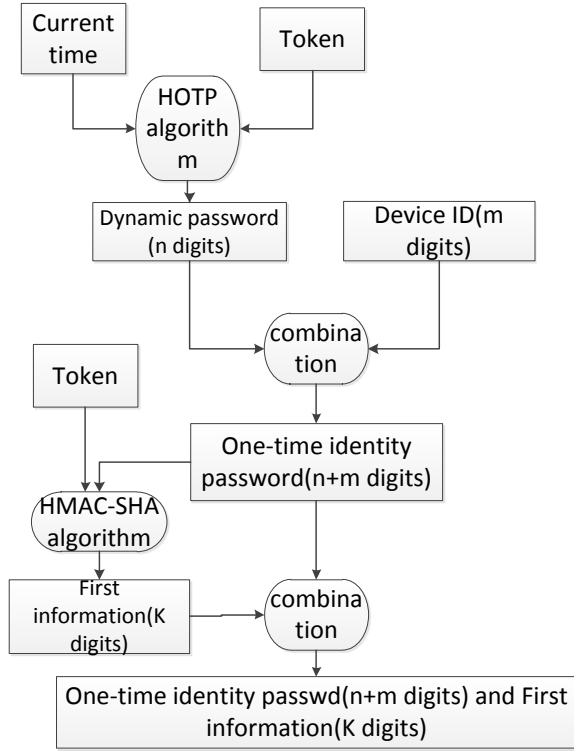 Current
time
Token
HOTP
algorith
m
Dynamic password
(n digits)
Device ID(m
digits)
combina
tion
Token
One-time identity
password(n+m digits)
HMAC-SHA
algorithm
First
information(K
digits)
combina
tion
One-time identity passwd(n+m digits) and First
information(K digits)